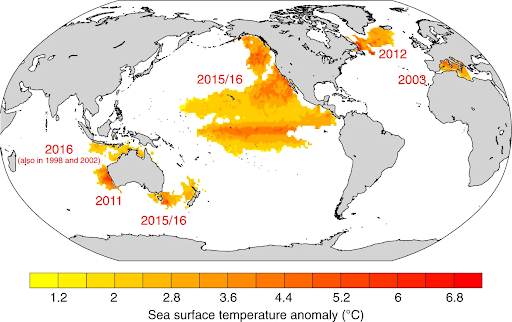 2012
2015/16
2003
2016
(also in 1998 and 2002)
2011
2015/16
1.2 2 2.8 3.6 4.4 5.2 6 6.8
Sea surface temperature anomaly (°C)